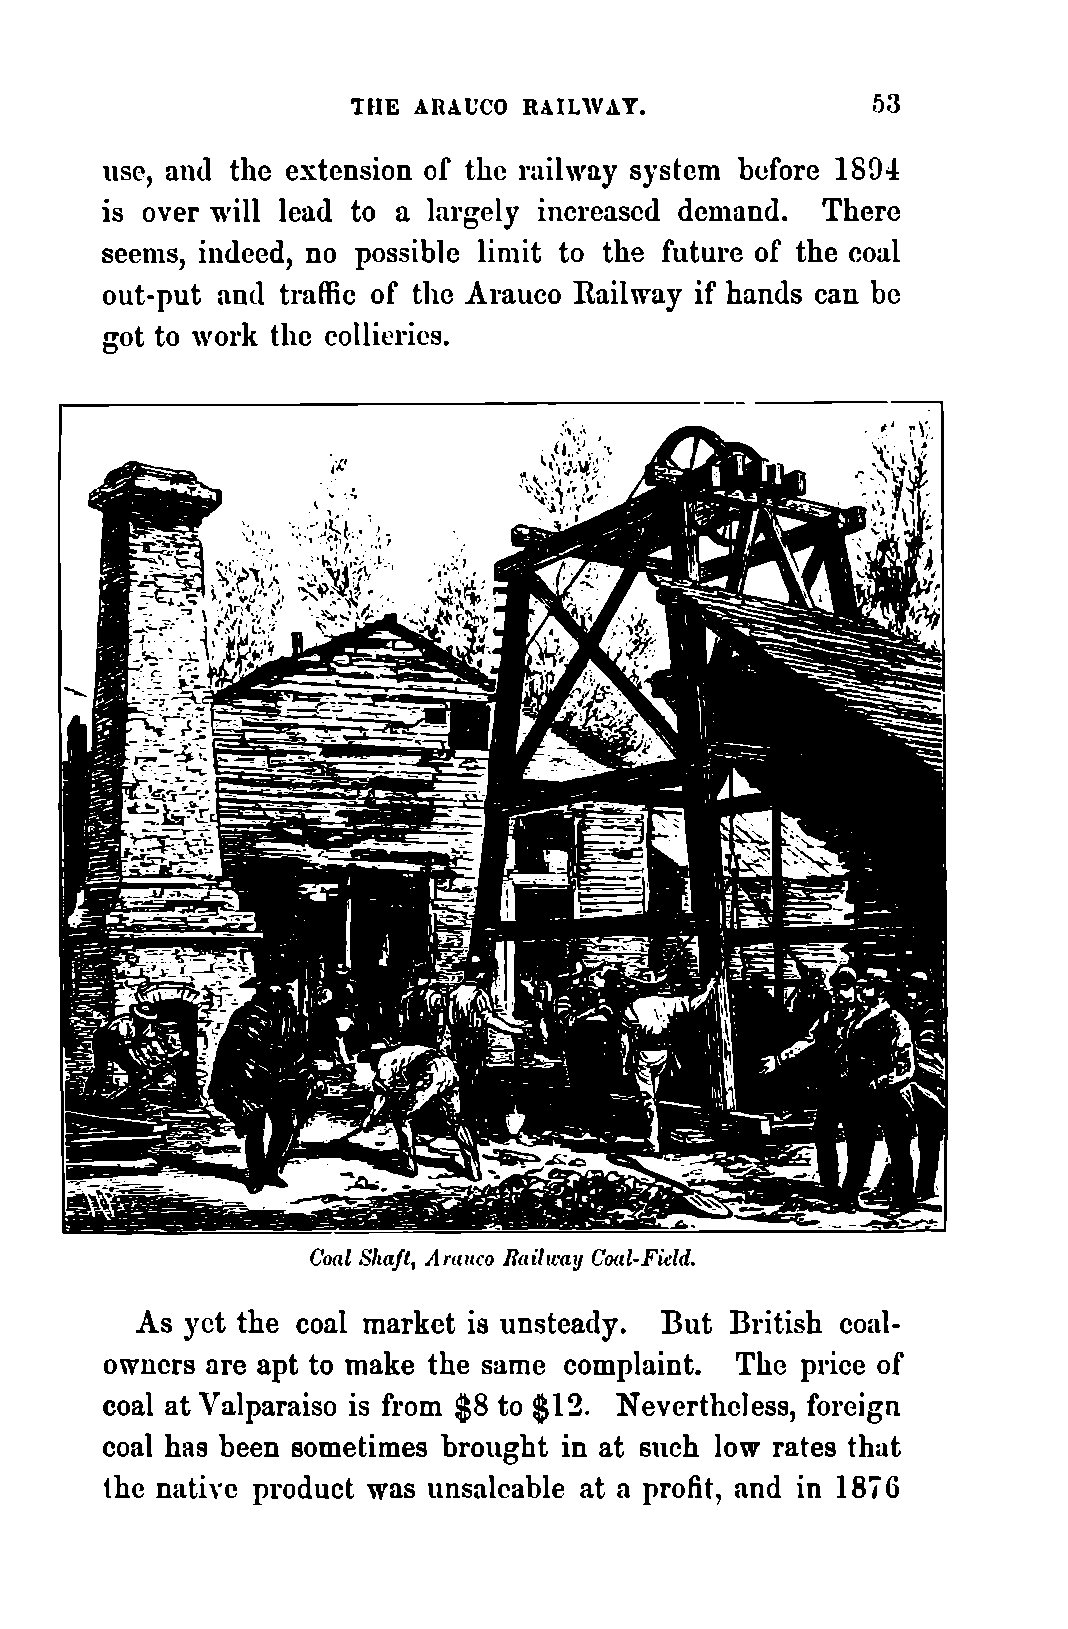 THE ARAUCO RAILWAY. 53
use, and the extension of the railway system before 1894
is over will lead to a largely increased demand. There
seems, indeed, no possible limit to the future of the coal
out-put and traffic of the Arauco Railway if hands can be
got to work the collieries.
Coal Shaft, Arauco Railway Coal-Field.
As yet the coal market is unsteady. But British coal-
owners are apt to make the same complaint. The price of
coal at Valparaiso is from $8 to $12. Nevertheless, foreign
coal has been sometimes brought in at such low rates that
the native product was unsaleable at a profit, and in 1876